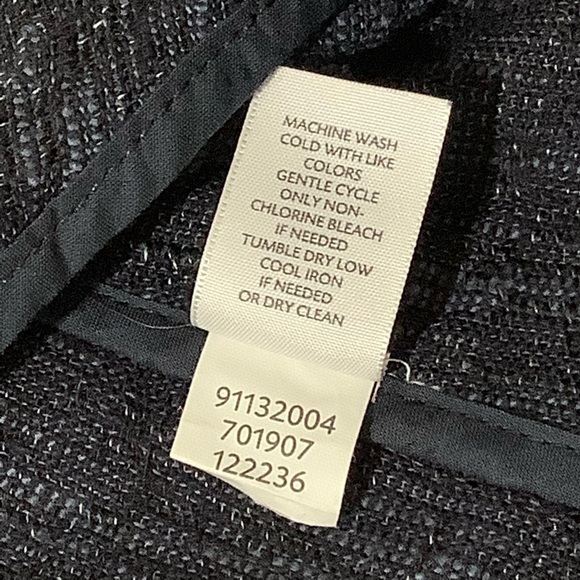 MACHINE WASH
COLD WITH LIKE
COLORS
GENTLE CYCLE
ONLY NON-
CHLORINE BLEACH
IF NEEDED
TUMBLE DRY LOW
COOL IRON
IF NEEDED
OR DRY CLEAN
91132004
701907
122236